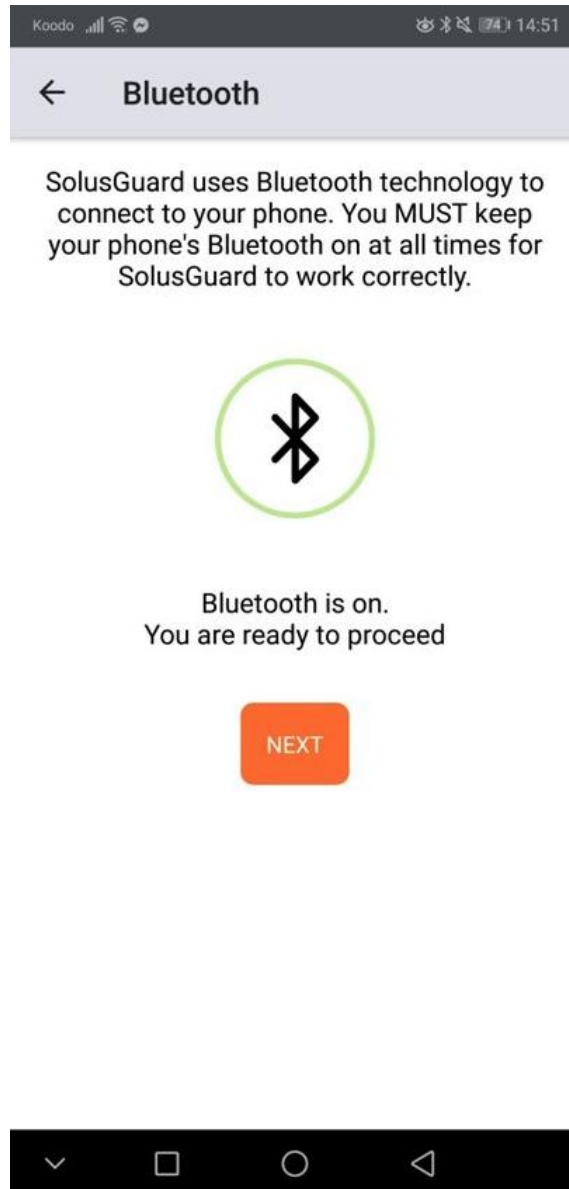 Koodo 74 14:51
Bluetooth
SolusGuard uses Bluetooth technology to
connect to your phone. You MUST keep
your phone's Bluetooth on at all times for
SolusGuard to work correctly.
Bluetooth is on.
You are ready to proceed
NEXT